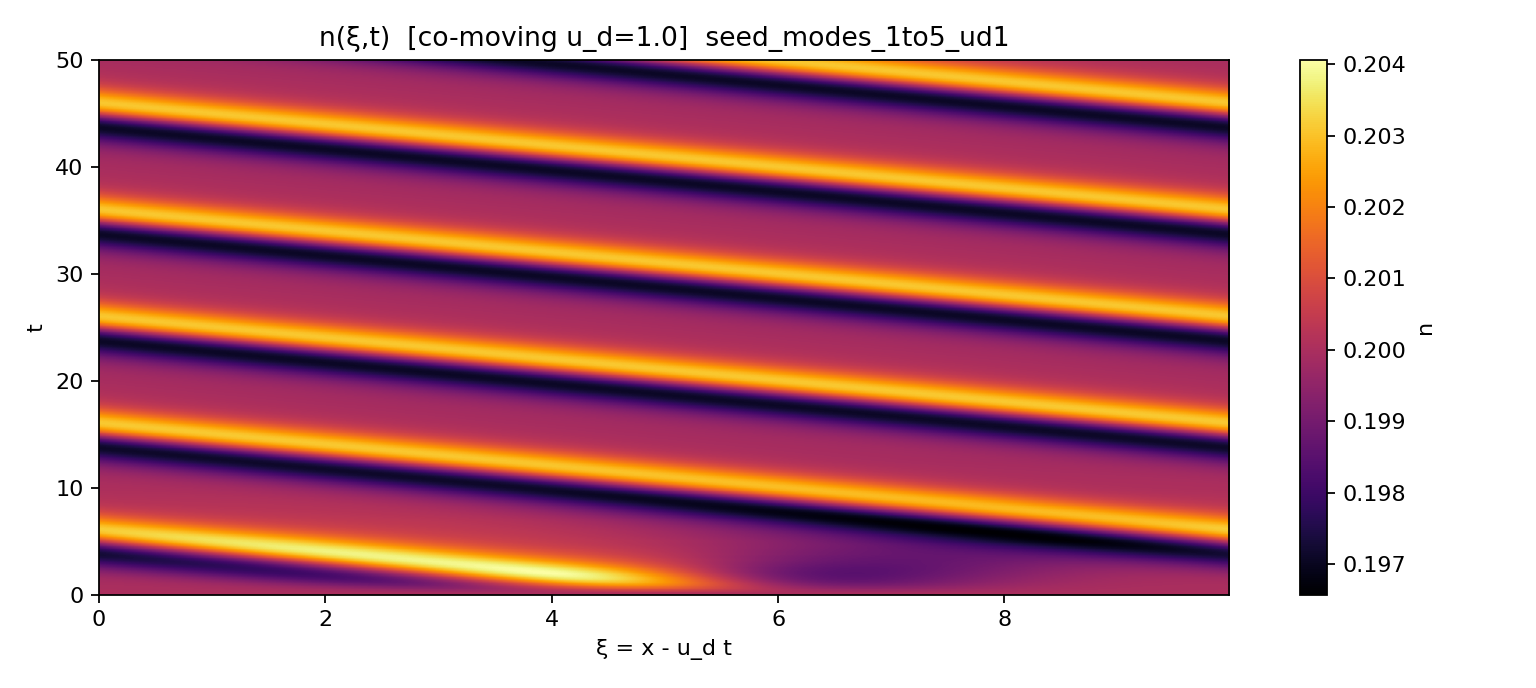 n(ξ,t)  [co-moving u_d=1.0]  seed_modes_1to5_ud1
50
40
30
20
10
0
t
0 2 4 6 8
ξ = x - u_d t
0.204
0.203
0.202
0.201
0.200
0.199
0.198
0.197
n